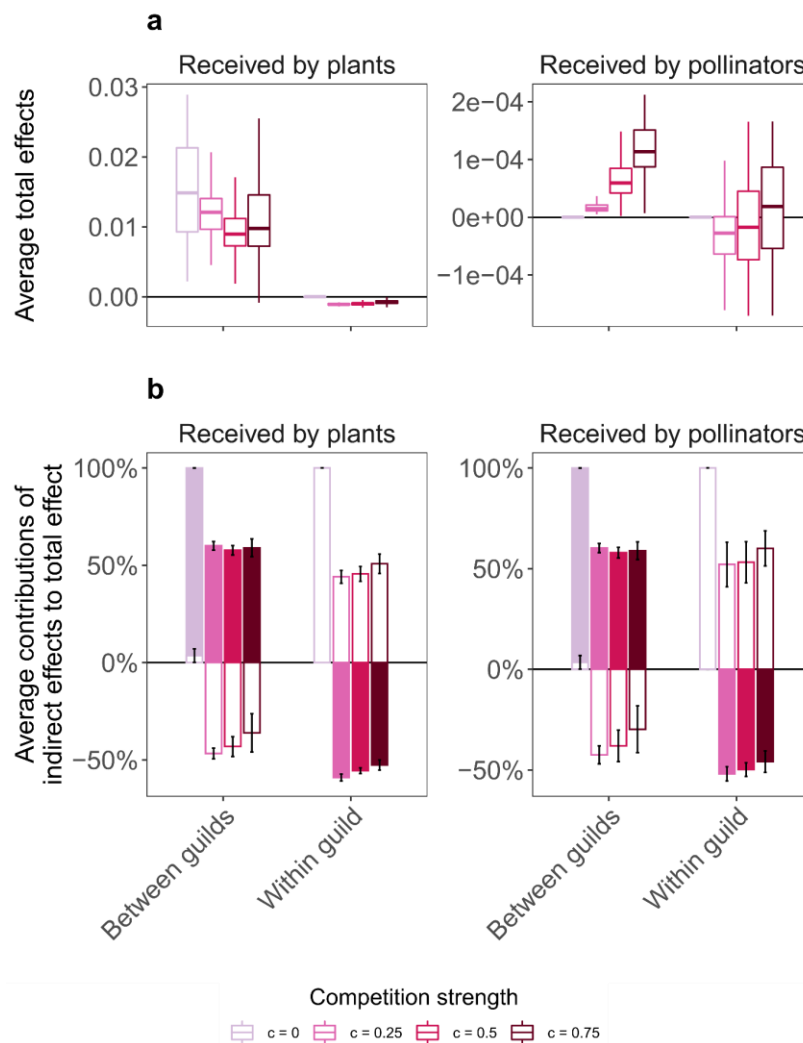 a
Received by plants
Received by pollinators
Average total effects
0.03
0.02
0.01
0.00
2e−04
1e−04
0e+00
−1e−04
b
Received by plants
Received by pollinators
Average contributions of
indirect effects to total effect
100%
50%
0%
−50%
100%
50%
0%
−50%
Between guilds
Within guild
Between guilds
Within guild
Competition strength
c = 0
c = 0.25
c = 0.5
c = 0.75